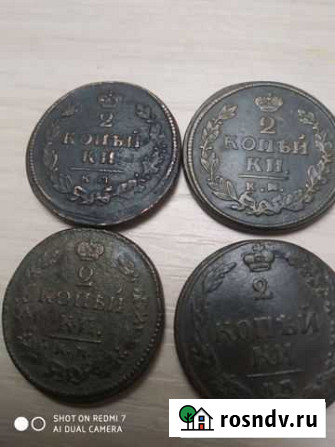 2
КОПѢЙ
КИ
К.М.
2
КОПѢЙ
КИ
К.М.
2
КОПѢЙ
КИ
2
КОПѢЙ
КИ
SHOT ON REDMI 7
AI DUAL CAMERA
rosndv.ru